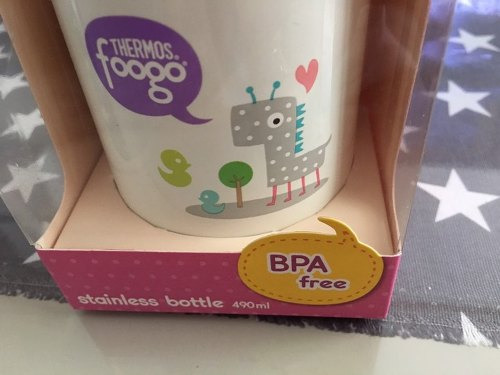 THERMOS®
foogo®
BPA
free
stainless bottle 490ml